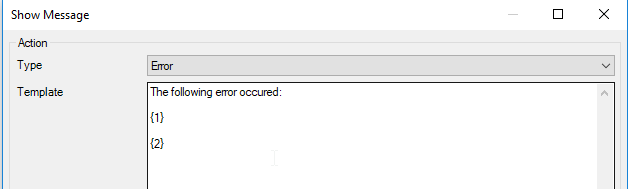 Show Message
Action
Type
Error
Template
The following error occured:
{1}
{2}